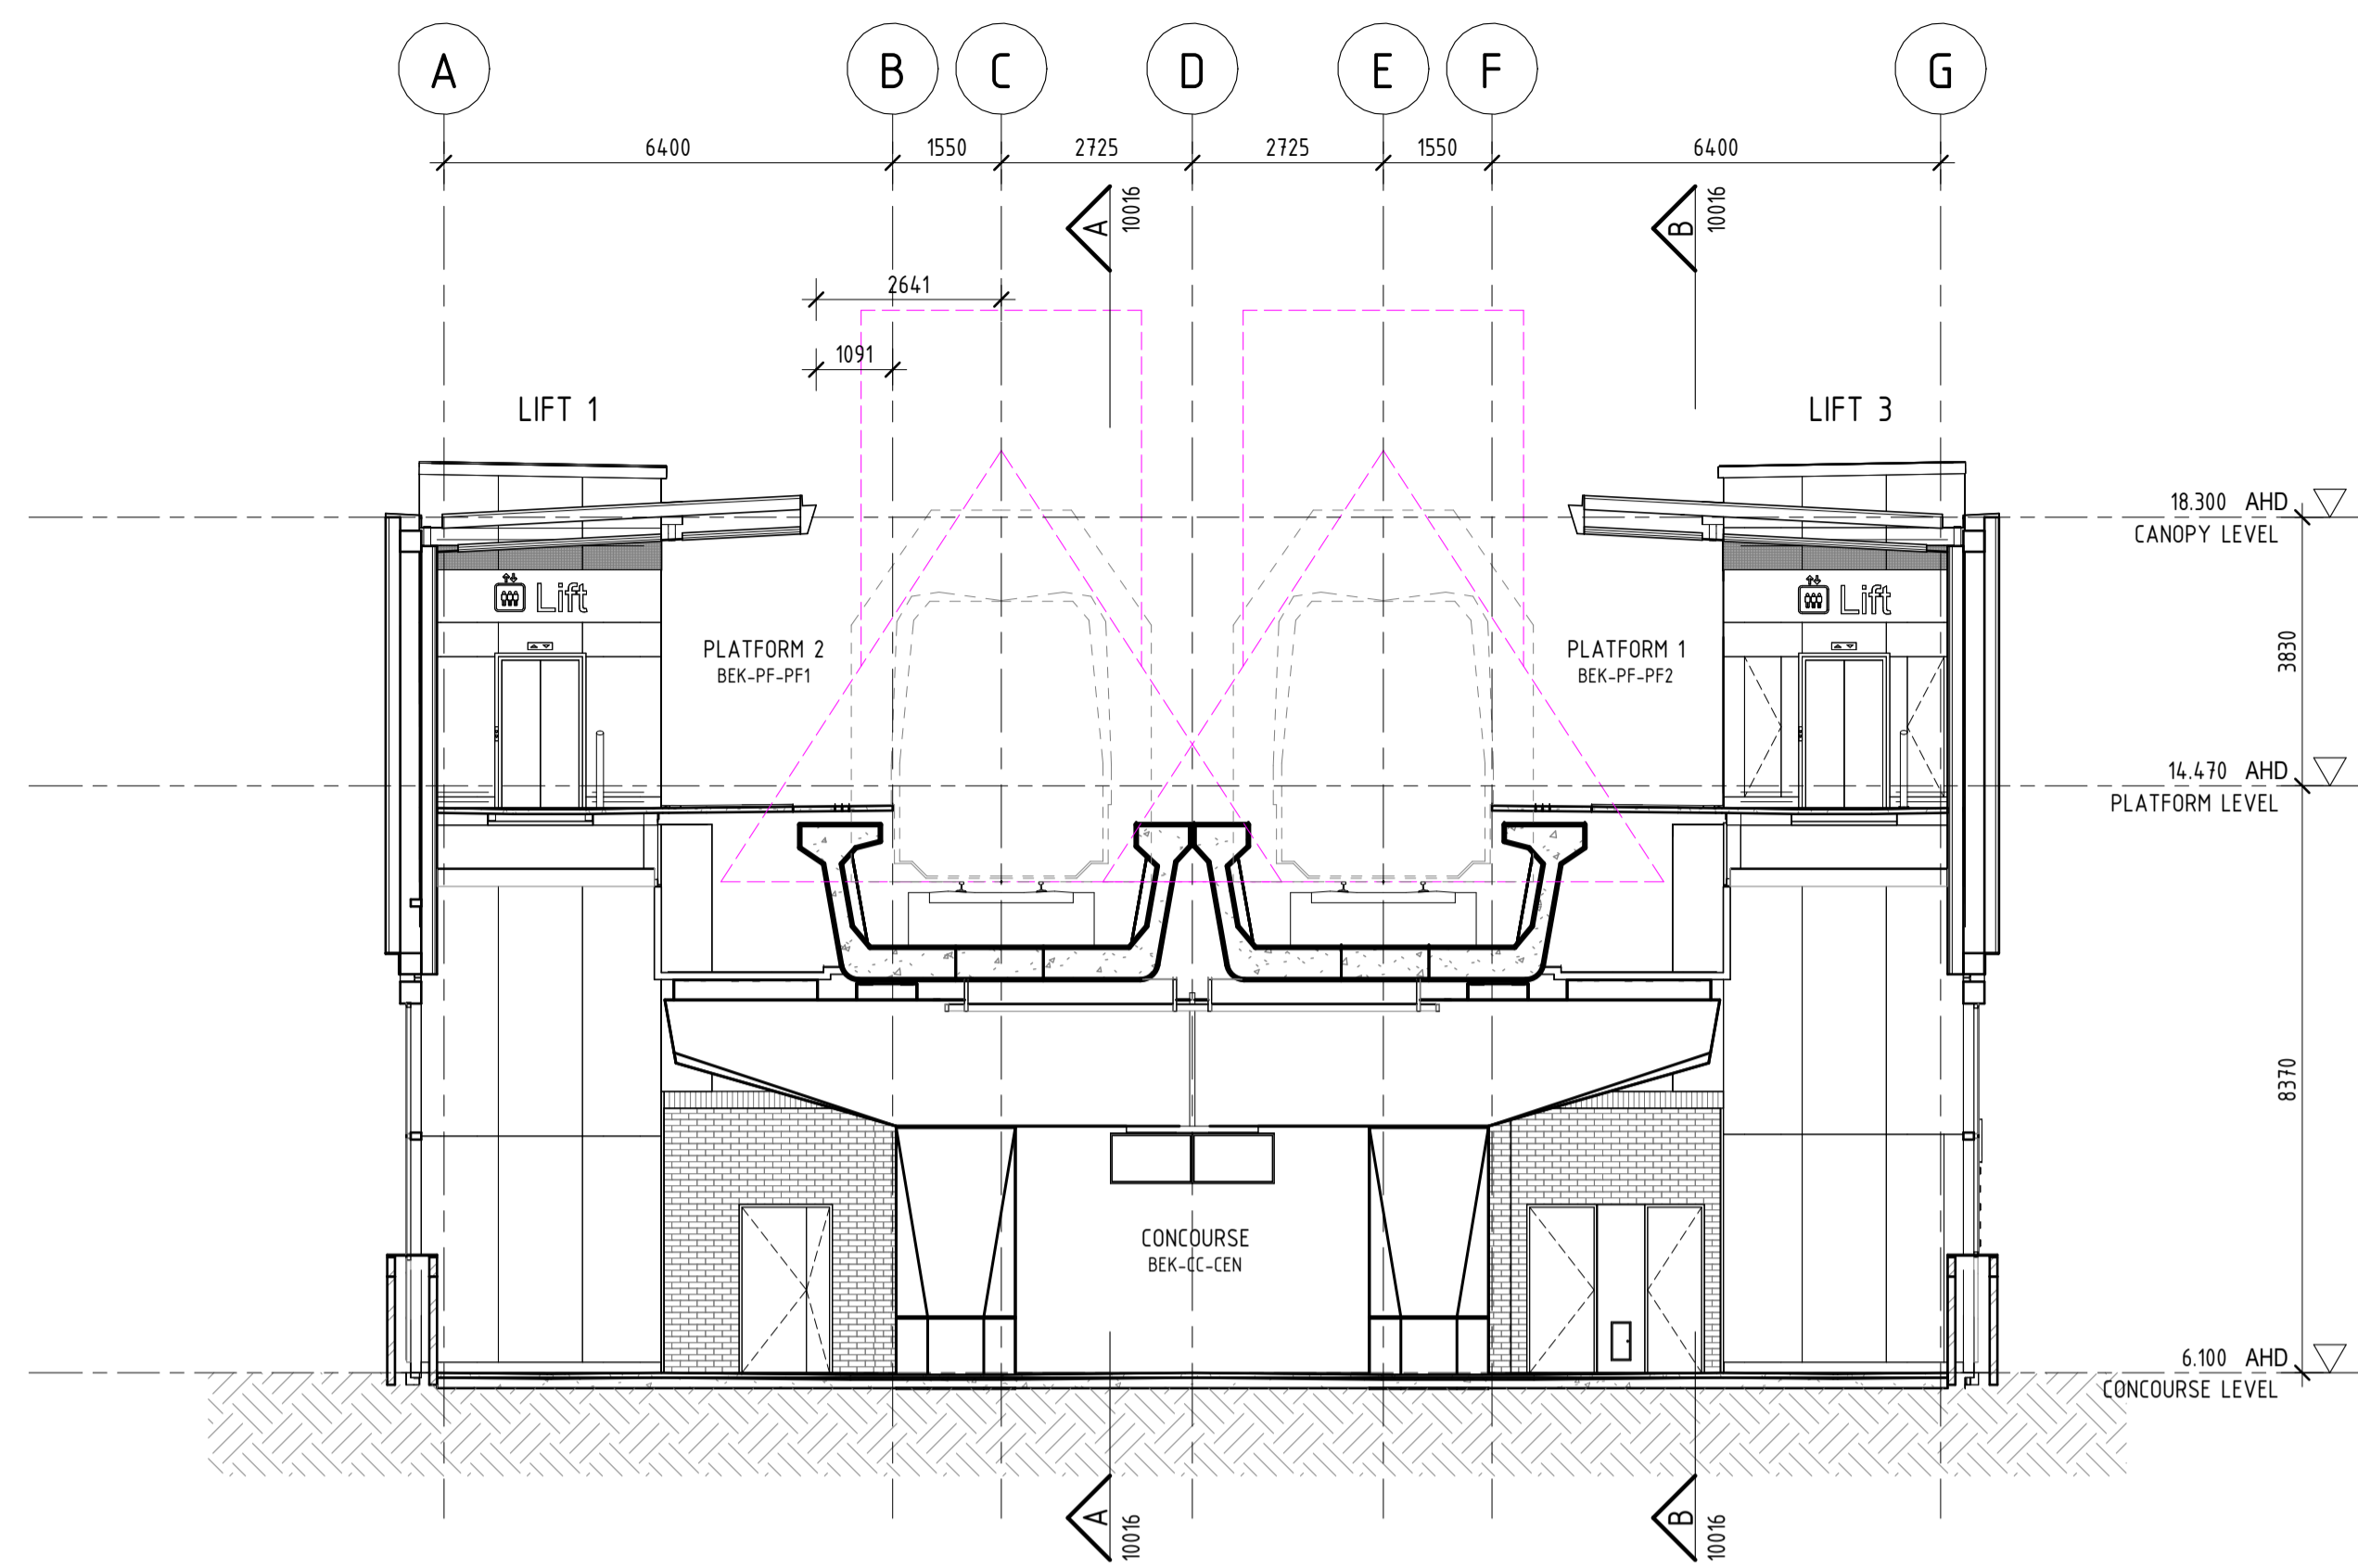 A B C D E F G
6400 1550 2725 2725 1550 6400
A 10016
B 10016
2641
1091
LIFT 1
LIFT 3
18.300 AHD
CANOPY LEVEL
Lift
Lift
PLATFORM 2
BEK-PF-PF1
PLATFORM 1
BEK-PF-PF2
3830
14.470 AHD
PLATFORM LEVEL
8370
CONCOURSE
BEK-CC-CEN
6.100 AHD
CONCOURSE LEVEL
A 10016
B 10016